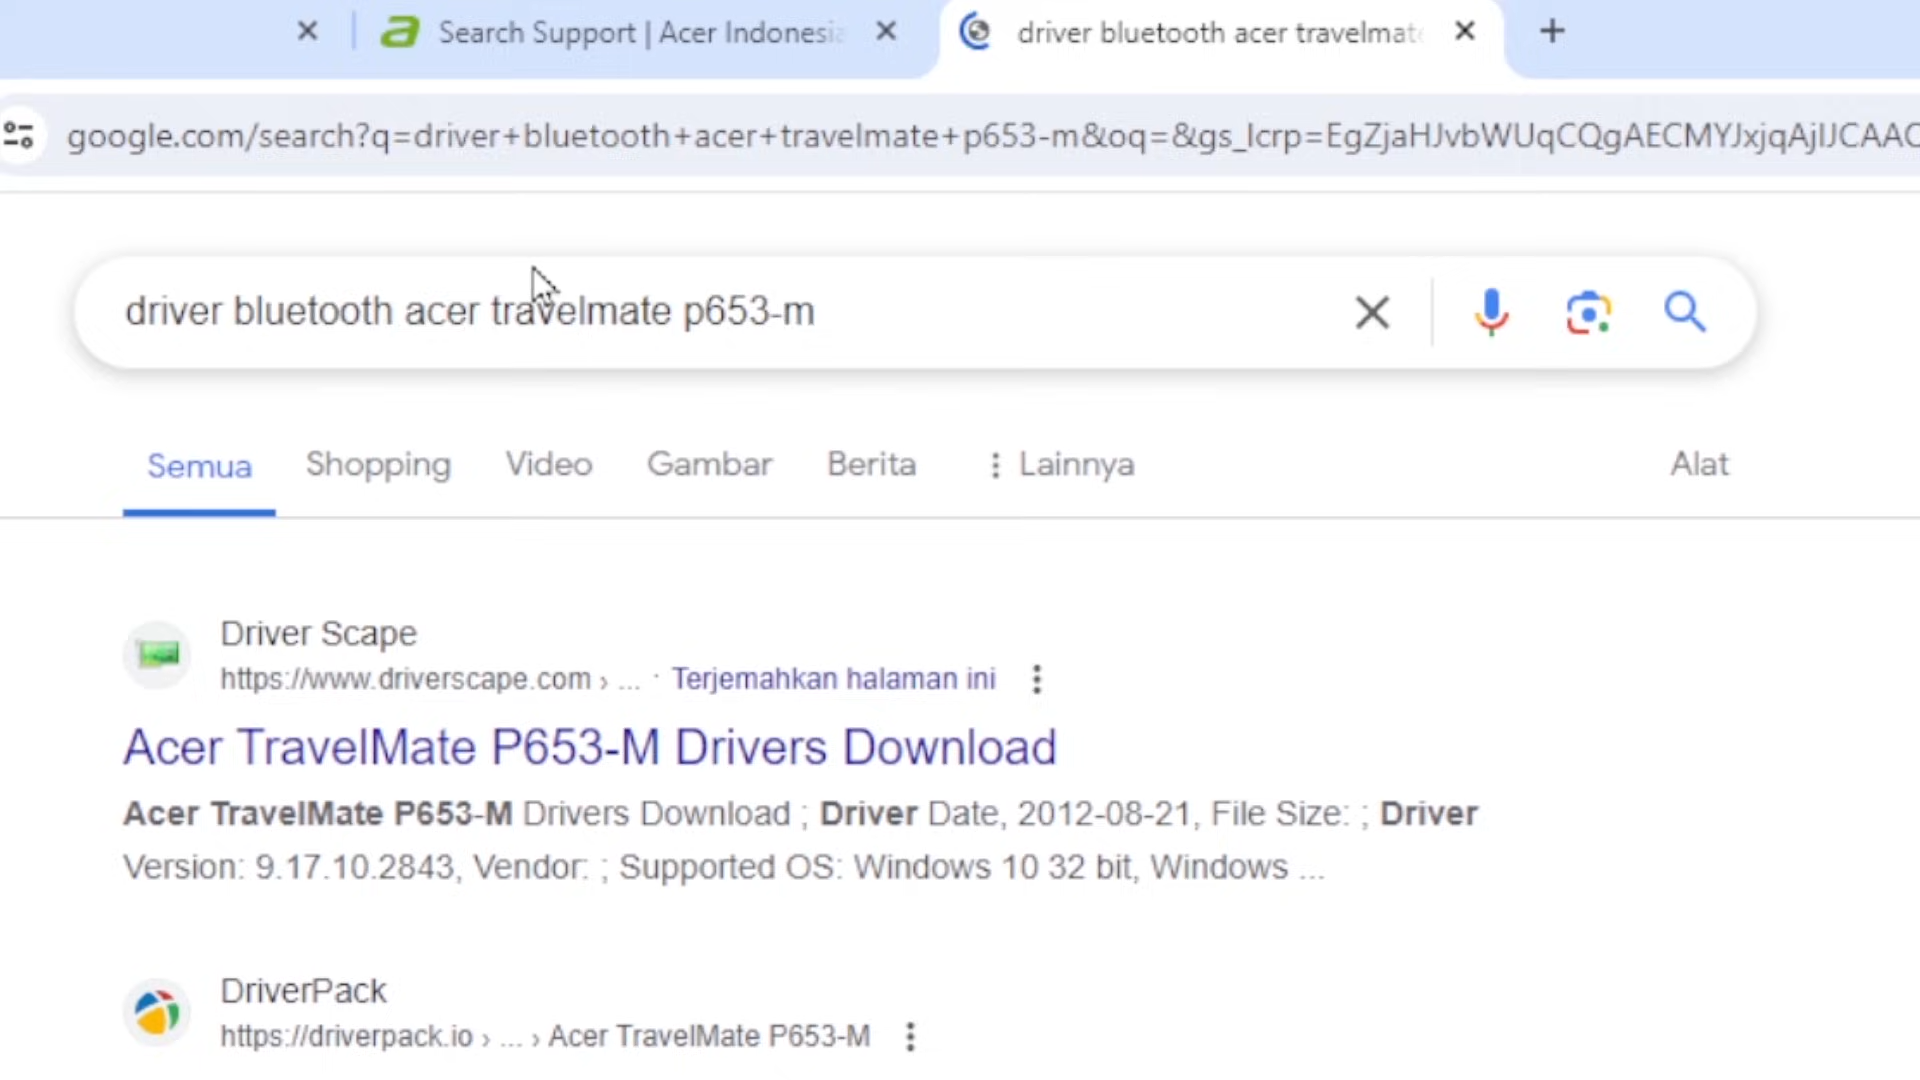 Search Support | Acer Indonesia
driver bluetooth acer travelmate
google.com/search?q=driver+bluetooth+acer+travelmate+p653-m&oq=&gs_lcrp=EgZjaHJvbWUqCQgAECMYJxjqAjIJCAAC
driver bluetooth acer travelmate p653-m
Semua Shopping Video Gambar Berita Lainnya Alat
Driver Scape
https://www.driverscape.com › ... · Terjemahkan halaman ini
Acer TravelMate P653-M Drivers Download
Acer TravelMate P653-M Drivers Download ; Driver Date, 2012-08-21, File Size: ; Driver
Version: 9.17.10.2843, Vendor: ; Supported OS: Windows 10 32 bit, Windows ...
DriverPack
https://driverpack.io › ... › Acer TravelMate P653-M